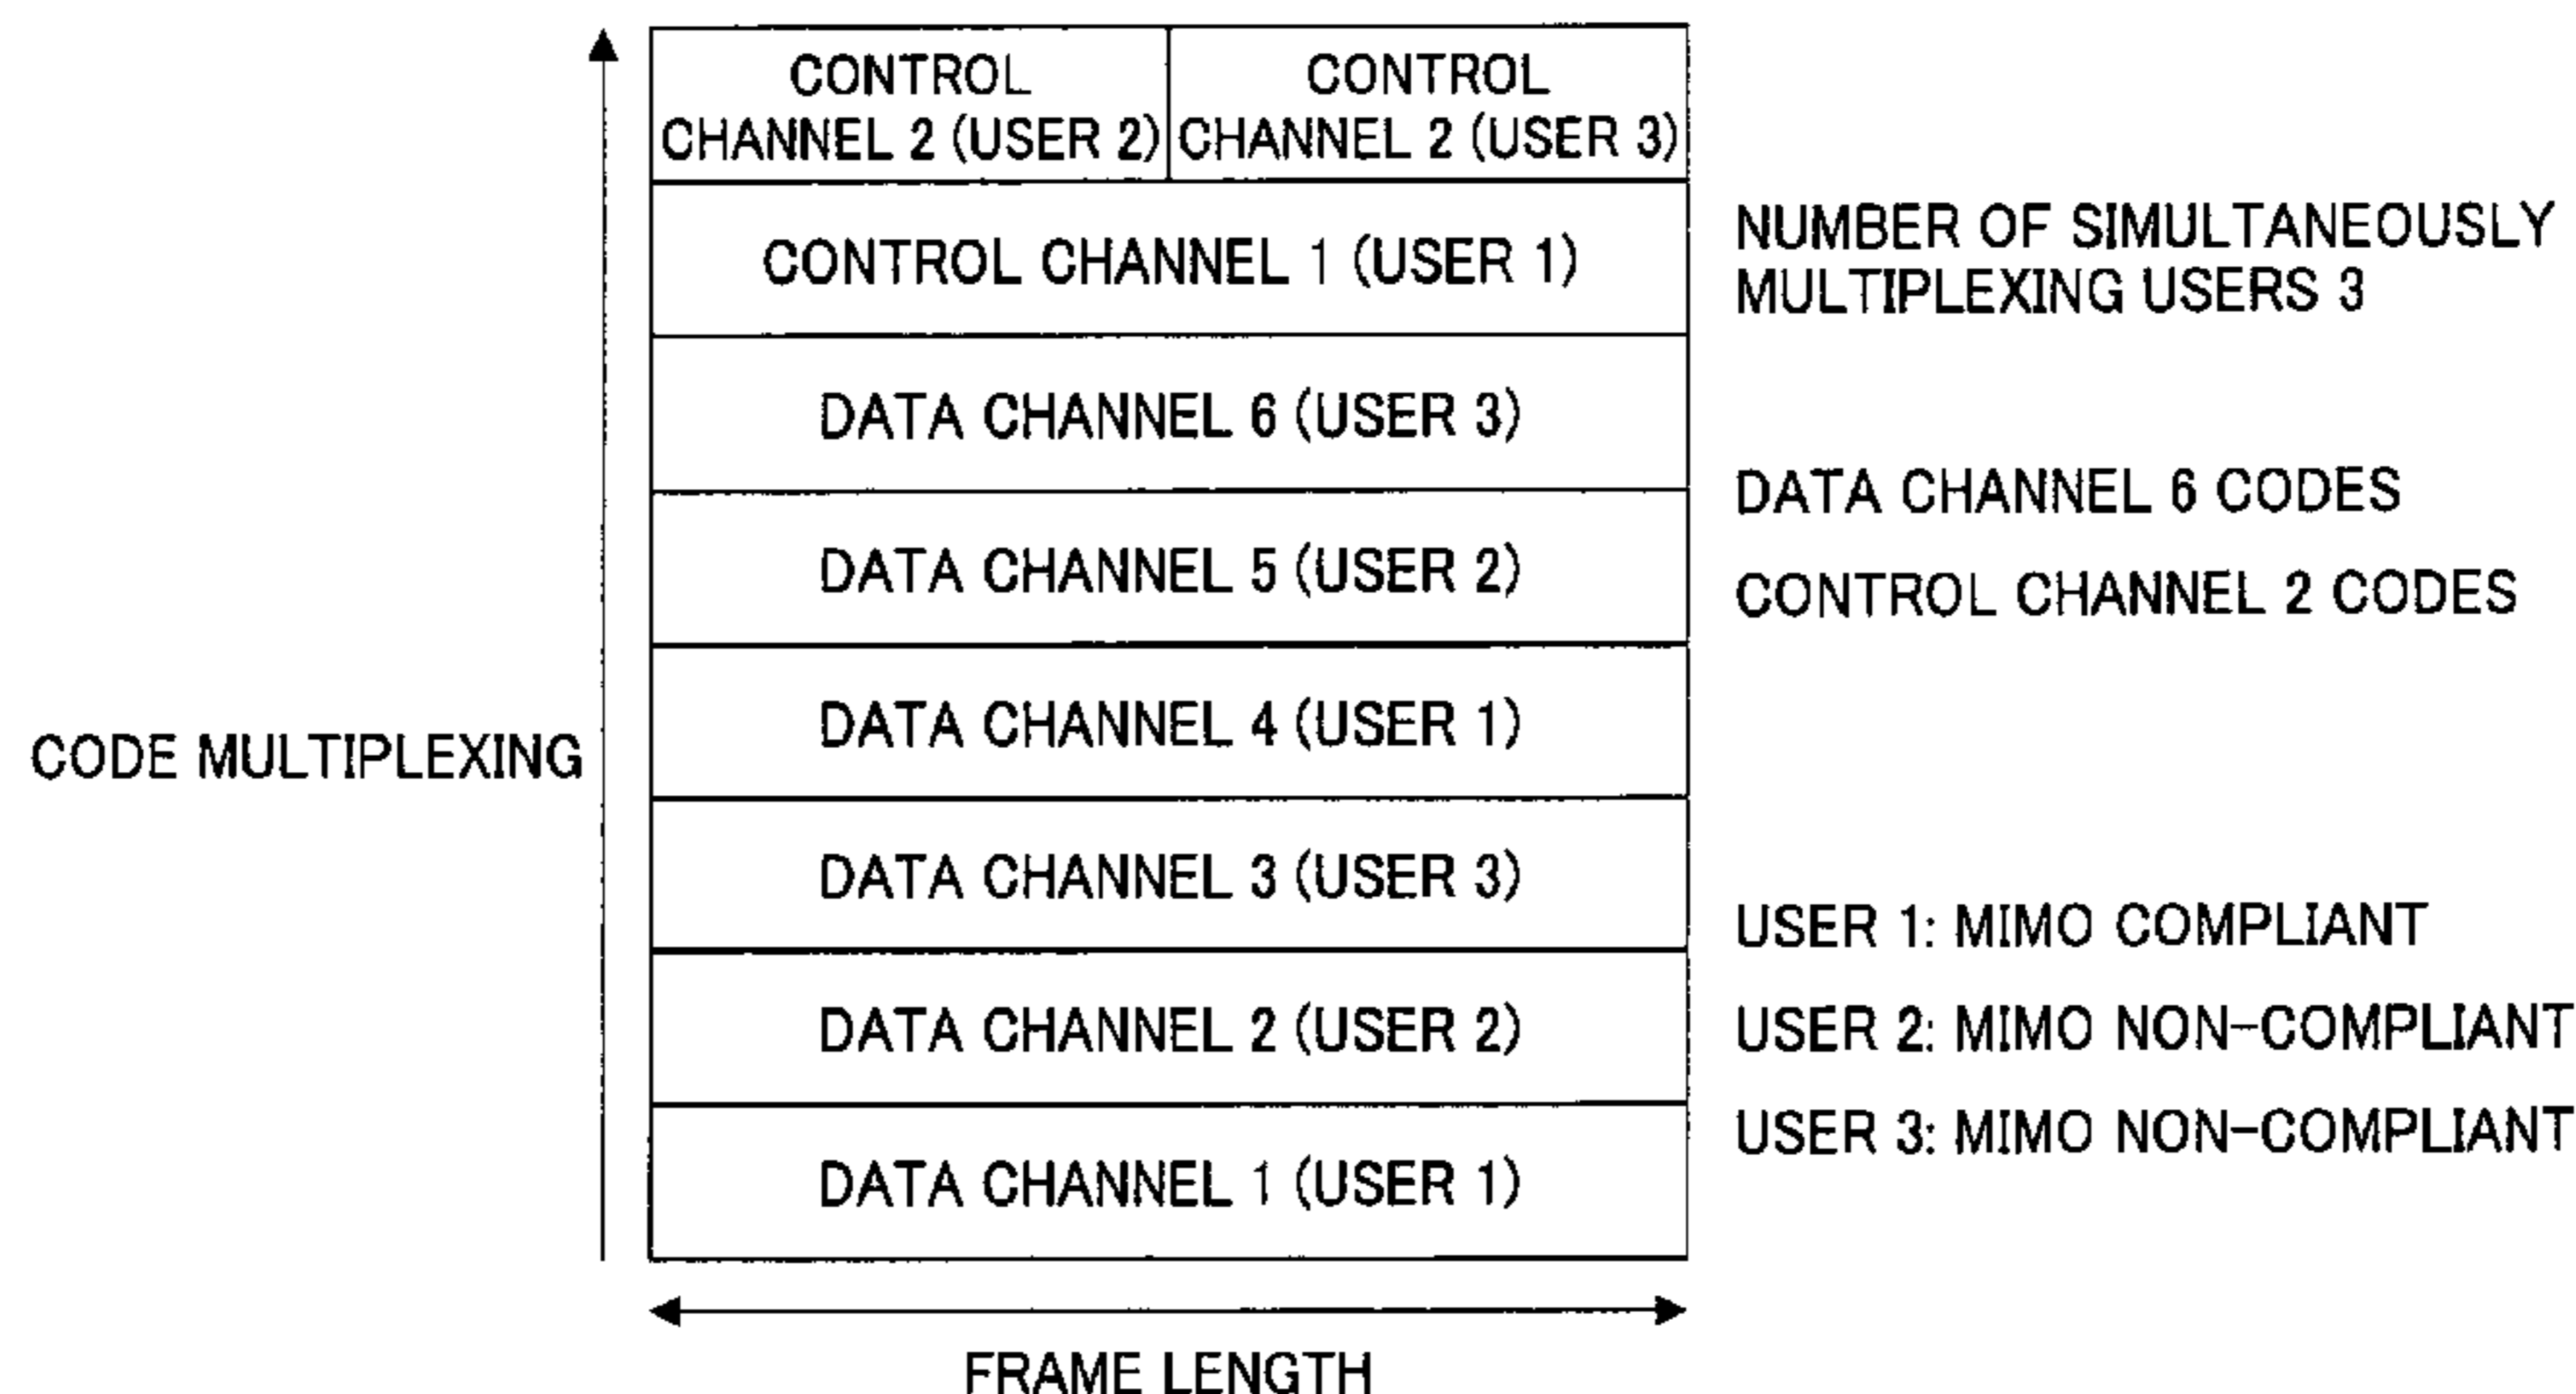 CONTROL
CHANNEL 2 (USER 2)
CONTROL
CHANNEL 2 (USER 3)
CONTROL CHANNEL 1 (USER 1)
DATA CHANNEL 6 (USER 3)
DATA CHANNEL 5 (USER 2)
DATA CHANNEL 4 (USER 1)
DATA CHANNEL 3 (USER 3)
DATA CHANNEL 2 (USER 2)
DATA CHANNEL 1 (USER 1)
CODE MULTIPLEXING
FRAME LENGTH
NUMBER OF SIMULTANEOUSLY
MULTIPLEXING USERS 3
DATA CHANNEL 6 CODES
CONTROL CHANNEL 2 CODES
USER 1: MIMO COMPLIANT
USER 2: MIMO NON-COMPLIANT
USER 3: MIMO NON-COMPLIANT